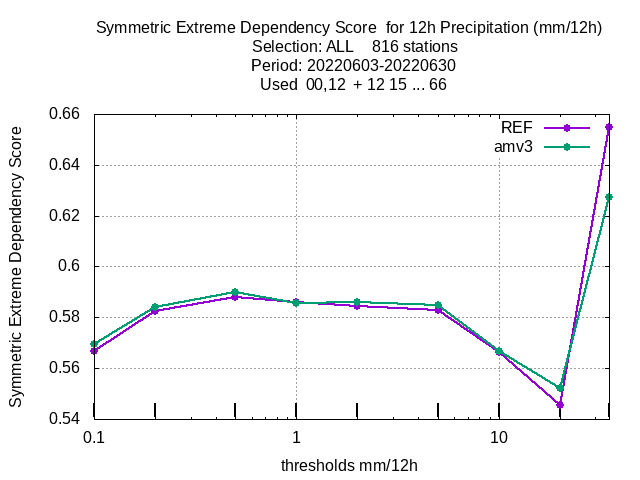 Symmetric Extreme Dependency Score  for 12h Precipitation (mm/12h)
Selection: ALL    816 stations
Period: 20220603-20220630
Used  00,12  + 12 15 ... 66
REF
amv3
Symmetric Extreme Dependency Score
0.66
0.64
0.62
0.6
0.58
0.56
0.54
0.1
1
10
thresholds mm/12h